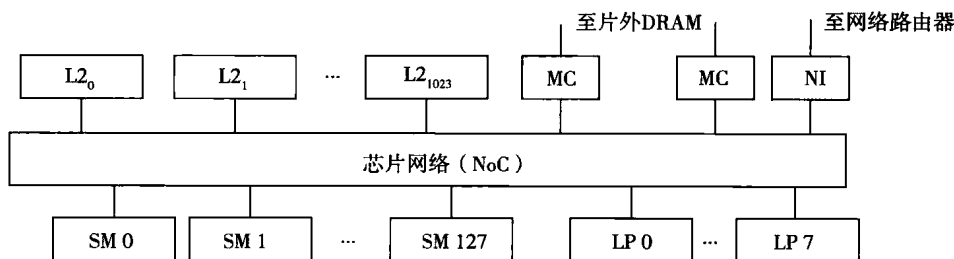 至片外DRAM 至网络路由器
L2₀ L2₁ ... L2₁₀₂₃ MC MC NI
芯片网络（NoC）
SM 0 SM 1 ... SM 127 LP 0 ... LP 7